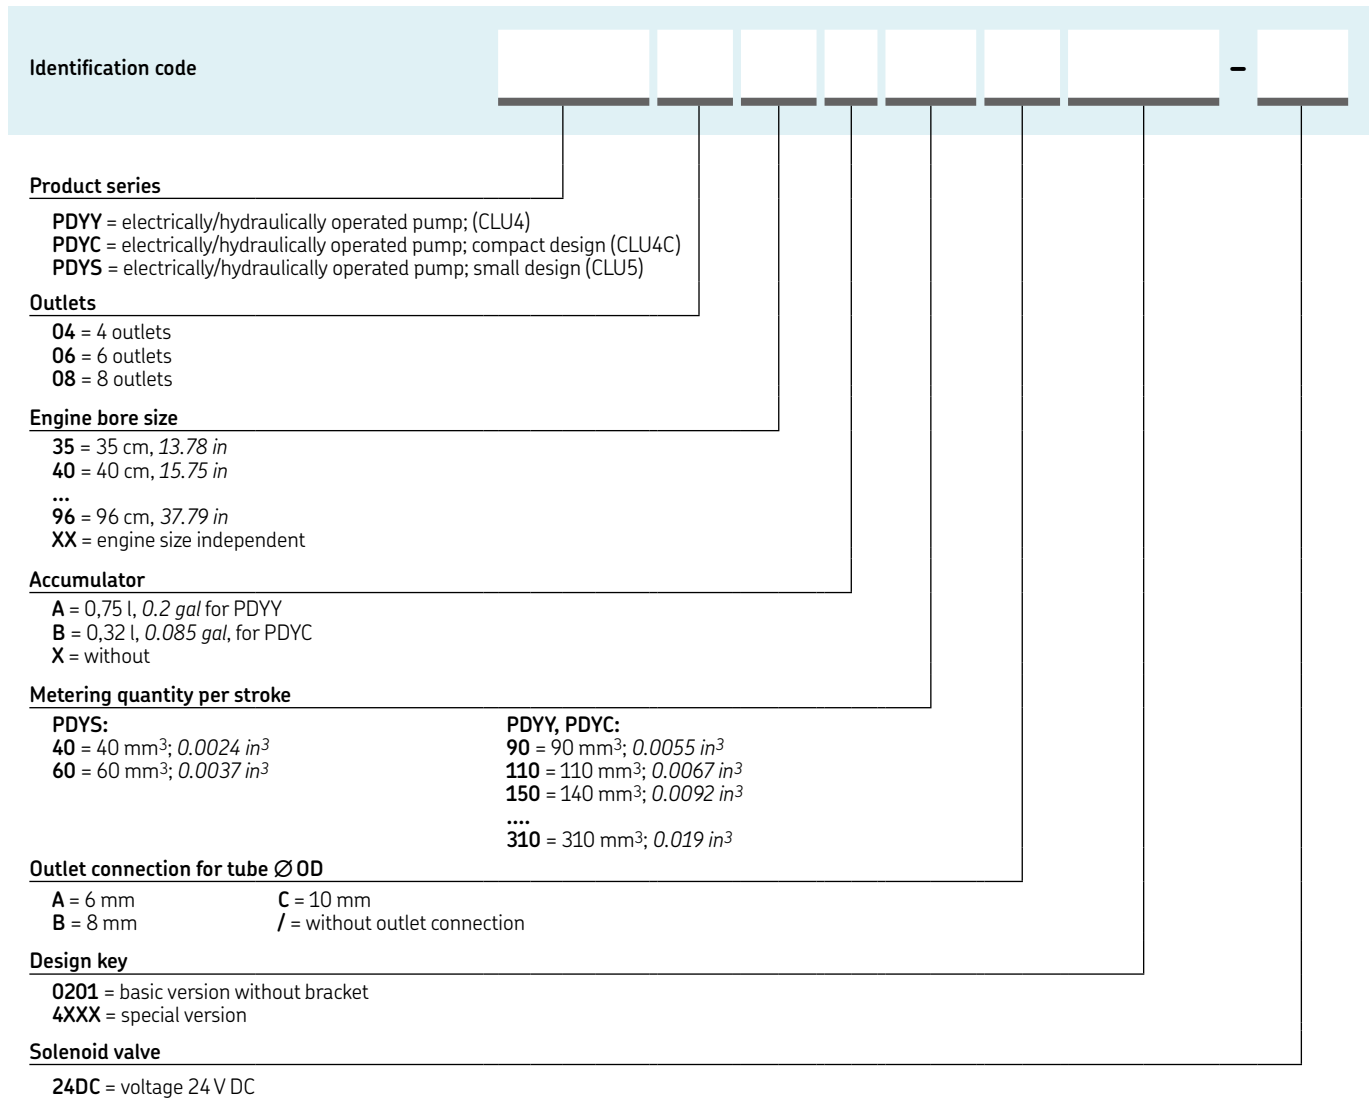 Identification code
–
Product series
PDYY = electrically/hydraulically operated pump; (CLU4)
PDYC = electrically/hydraulically operated pump; compact design (CLU4C)
PDYS = electrically/hydraulically operated pump; small design (CLU5)
Outlets
04 = 4 outlets
06 = 6 outlets
08 = 8 outlets
Engine bore size
35 = 35 cm, 13.78 in
40 = 40 cm, 15.75 in
...
96 = 96 cm, 37.79 in
XX = engine size independent
Accumulator
A = 0,75 l, 0.2 gal for PDYY
B = 0,32 l, 0.085 gal, for PDYC
X = without
Metering quantity per stroke
PDYS:
40 = 40 mm³; 0.0024 in³
60 = 60 mm³; 0.0037 in³
PDYY, PDYC:
90 = 90 mm³; 0.0055 in³
110 = 110 mm³; 0.0067 in³
150 = 140 mm³; 0.0092 in³
....
310 = 310 mm³; 0.019 in³
Outlet connection for tube ∅ OD
A = 6 mm
B = 8 mm
C = 10 mm
/ = without outlet connection
Design key
0201 = basic version without bracket
4XXX = special version
Solenoid valve
24DC = voltage 24 V DC